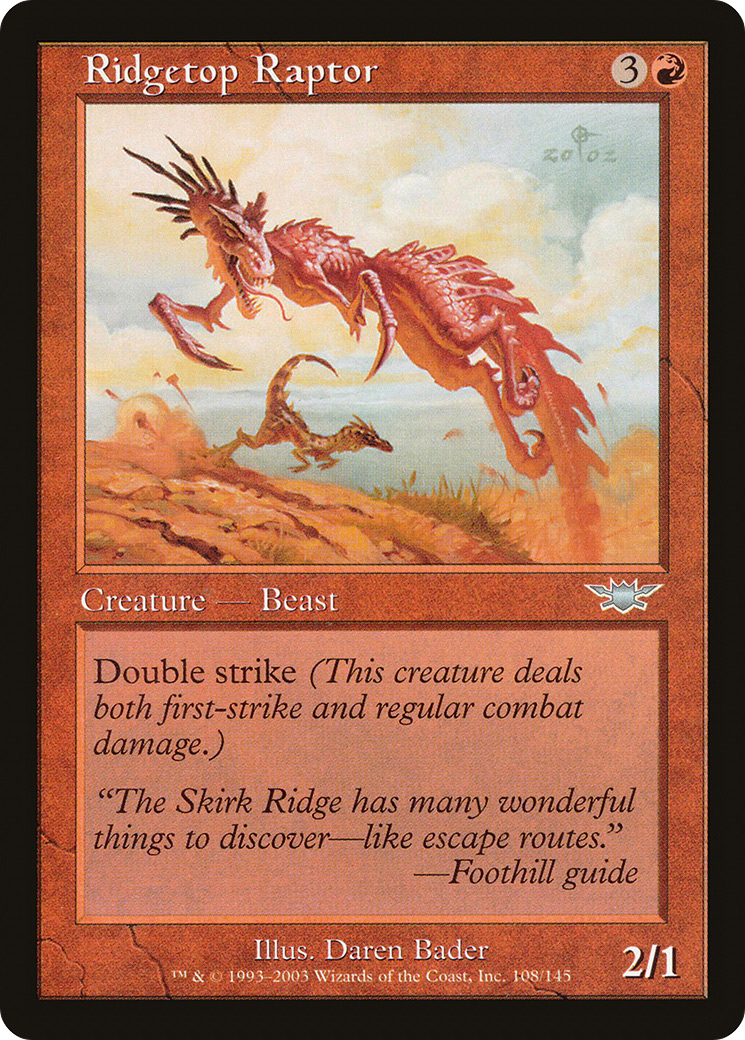 Ridgetop Raptor 3
2002
Creature — Beast
Double strike (This creature deals
both first-strike and regular combat
damage.)
“The Skirk Ridge has many wonderful
things to discover—like escape routes.”
—Foothill guide
Illus. Daren Bader
™ & © 1993–2003 Wizards of the Coast, Inc. 108/145
2/1